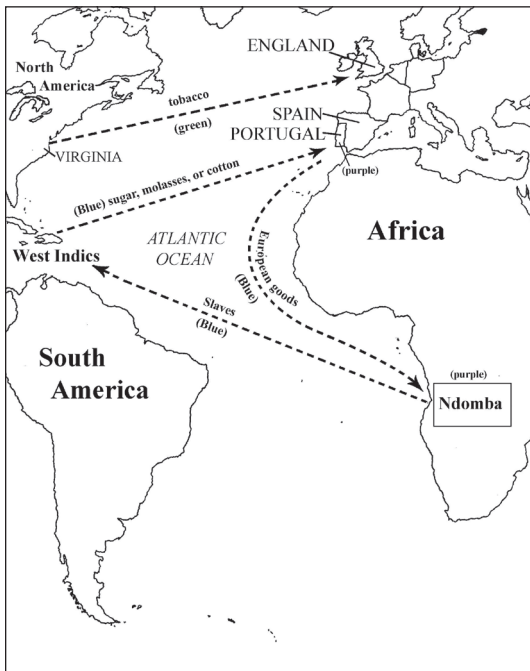 ENGLAND
North
America
tobacco
(green)
SPAIN
PORTUGAL
(purple)
VIRGINIA
(Blue) sugar, molasses, or cotton
ATLANTIC
OCEAN
European goods
(Blue)
Africa
West Indics
Slaves
(Blue)
South
America
(purple)
Ndomba